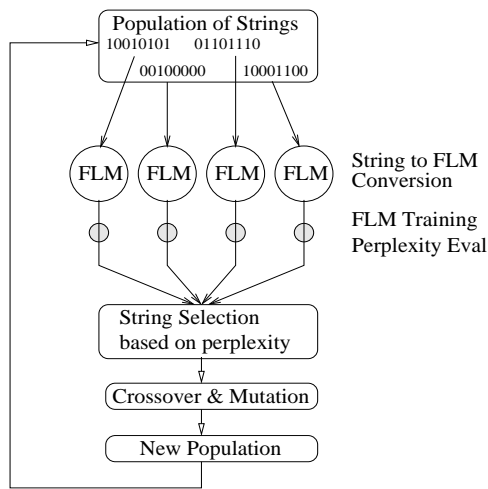 Population of Strings
10010101 01101110
00100000 10001100
FLM FLM FLM FLM
String to FLM
Conversion
FLM Training
Perplexity Eval
String Selection
based on perplexity
Crossover & Mutation
New Population